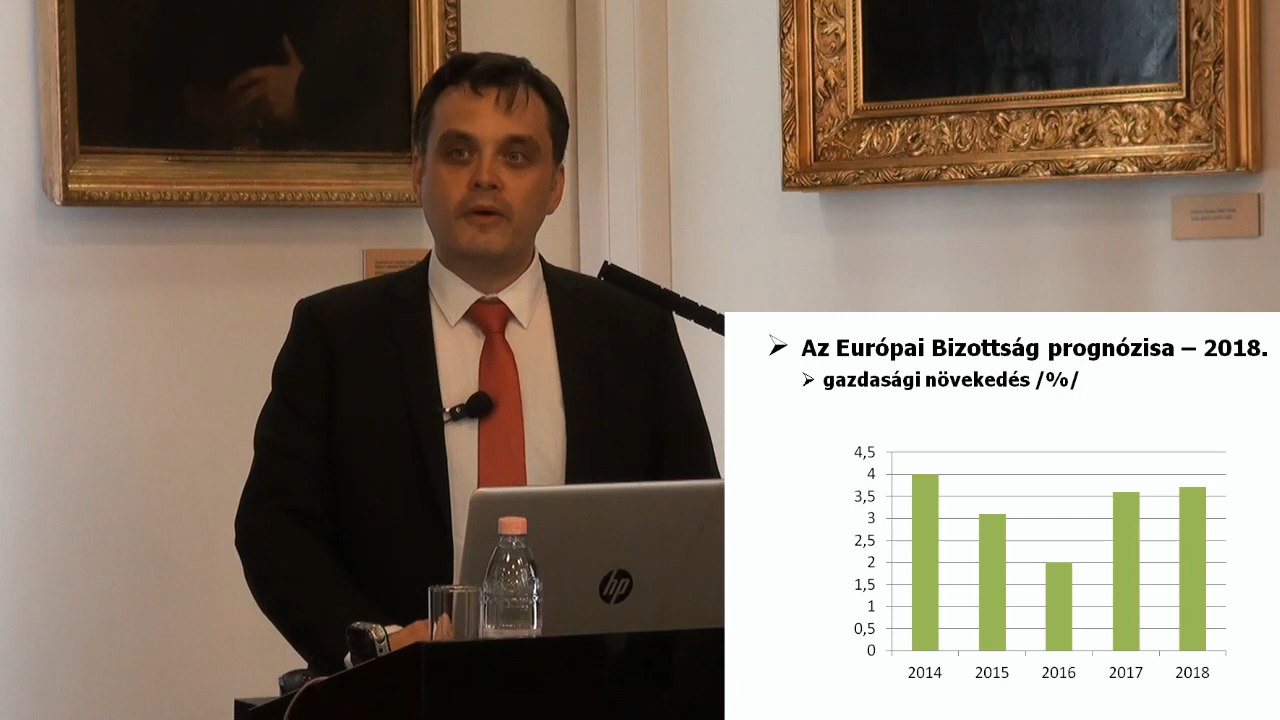 Az Európai Bizottság prognózisa – 2018.
gazdasági növekedés /%/
4,5
4
3,5
3
2,5
2
1,5
1
0,5
0
2014 2015 2016 2017 2018
hp